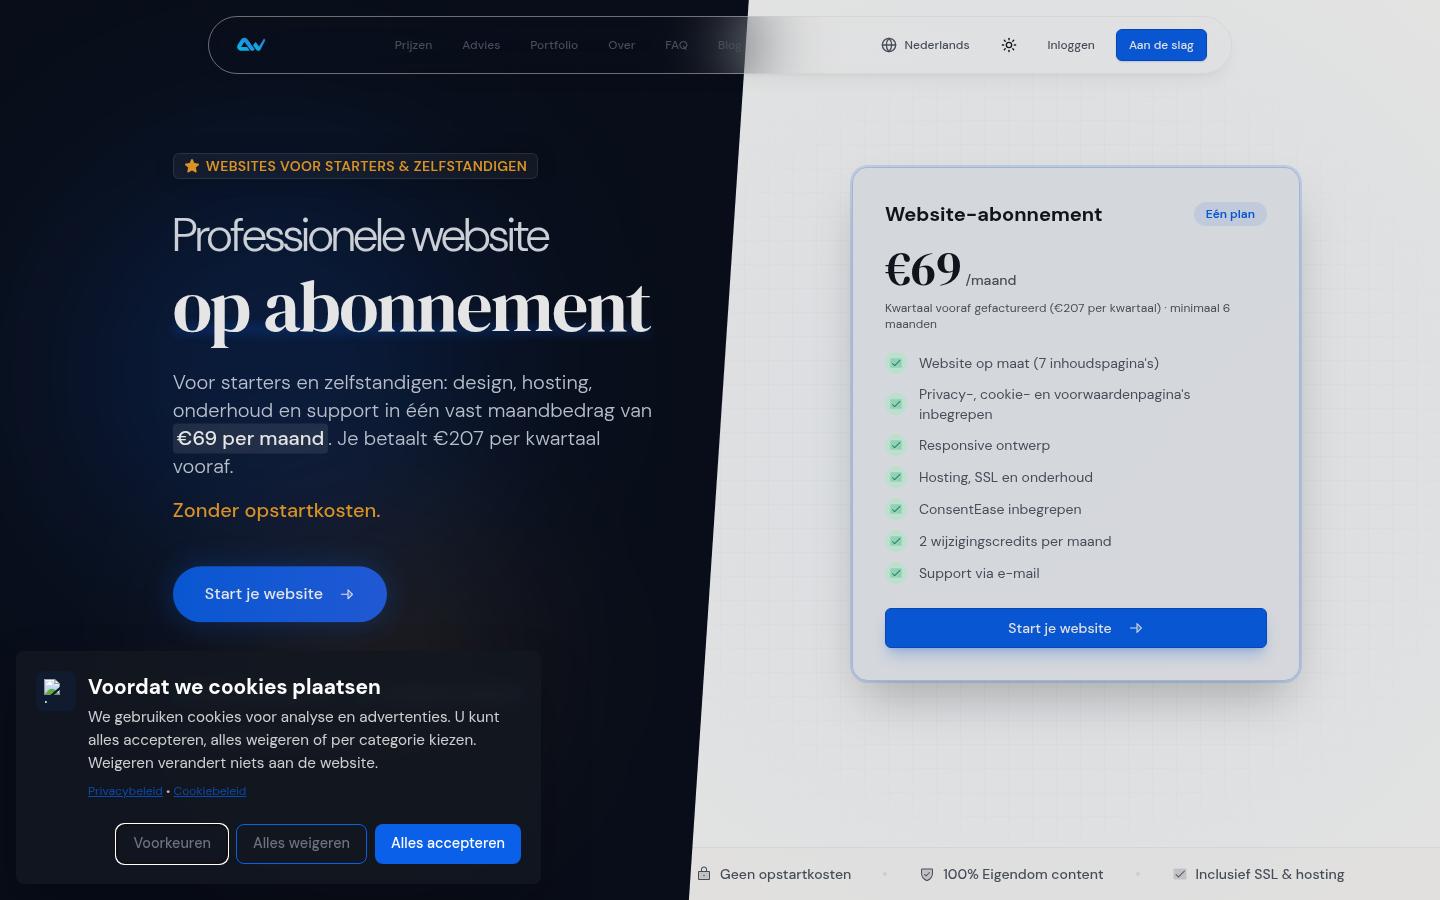 Prijzen Advies Portfolio Over FAQ Blog Nederlands Inloggen Aan de slag
WEBSITES VOOR STARTERS & ZELFSTANDIGEN
Professionele website
op abonnement
Voor starters en zelfstandigen: design, hosting,
onderhoud en support in één vast maandbedrag van
€69 per maand. Je betaalt €207 per kwartaal
vooraf.
Zonder opstartkosten.
Start je website
Website-abonnement
Eén plan
€69 /maand
Kwartaal vooraf gefactureerd (€207 per kwartaal) · minimaal 6
maanden
Website op maat (7 inhoudspagina's)
Privacy-, cookie- en voorwaardenpagina's
inbegrepen
Responsive ontwerp
Hosting, SSL en onderhoud
ConsentEase inbegrepen
2 wijzigingscredits per maand
Support via e-mail
Start je website
Voordat we cookies plaatsen
We gebruiken cookies voor analyse en advertenties. U kunt
alles accepteren, alles weigeren of per categorie kiezen.
Weigeren verandert niets aan de website.
Privacybeleid • Cookiebeleid
Voorkeuren Alles weigeren Alles accepteren
Geen opstartkosten 100% Eigendom content Inclusief SSL & hosting